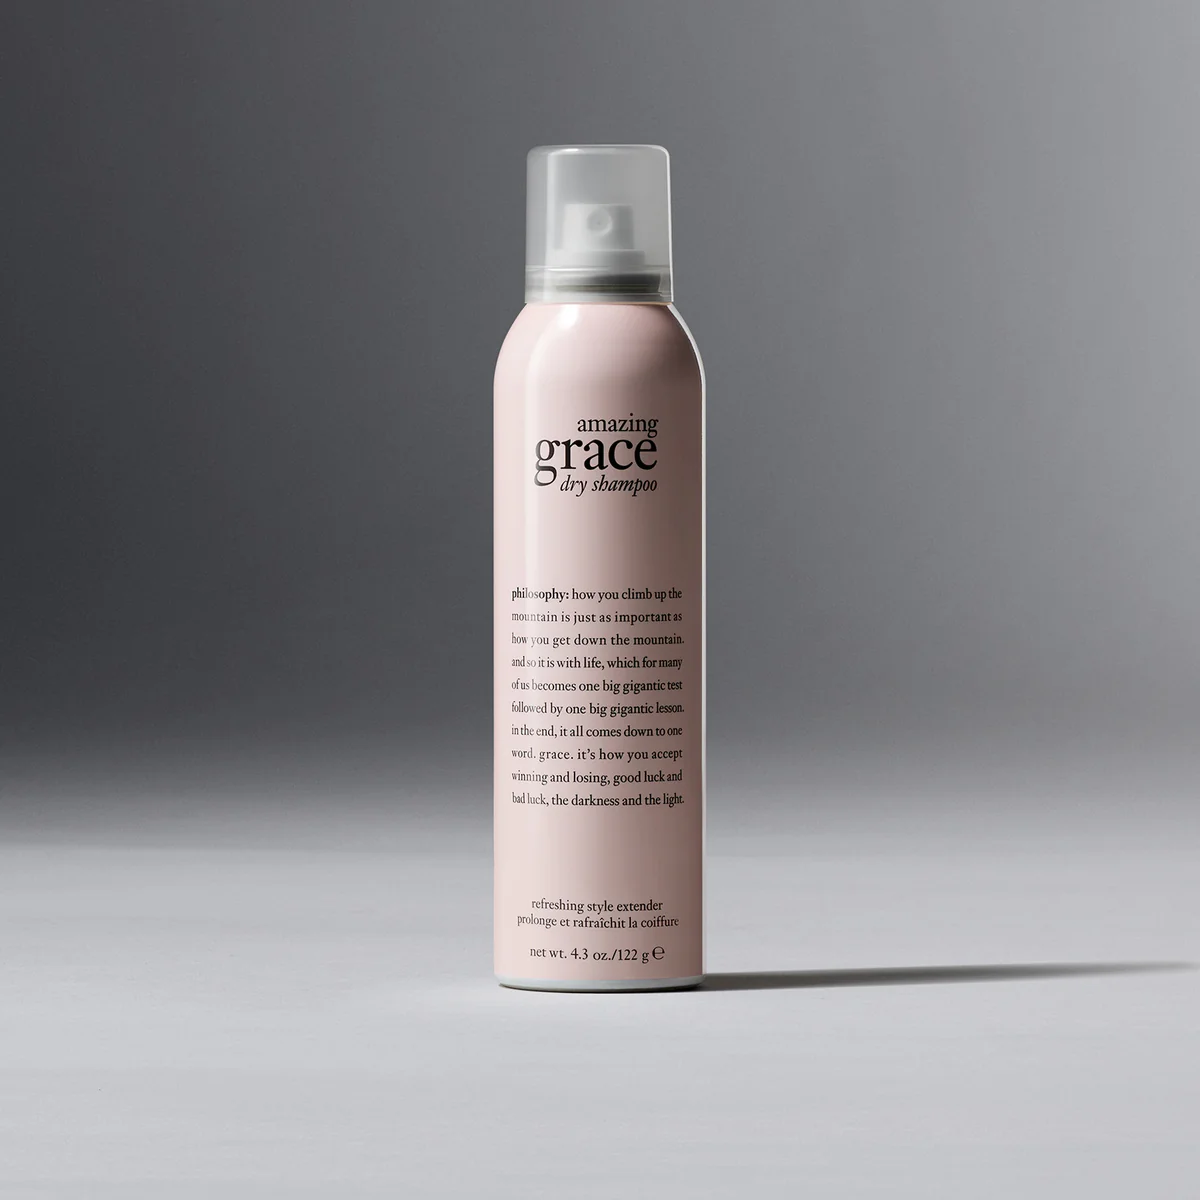 amazing
grace
dry shampoo
philosophy: how you climb up the
mountain is just as important as
how you get down the mountain.
and so it is with life, which for many
of us becomes one big gigantic test
followed by one big gigantic lesson.
in the end, it all comes down to one
word. grace. it's how you accept
winning and losing, good luck and
bad luck, the darkness and the light.
refreshing style extender
prolonge et rafraîchit la coiffure
net wt. 4.3 oz./122 g ℮